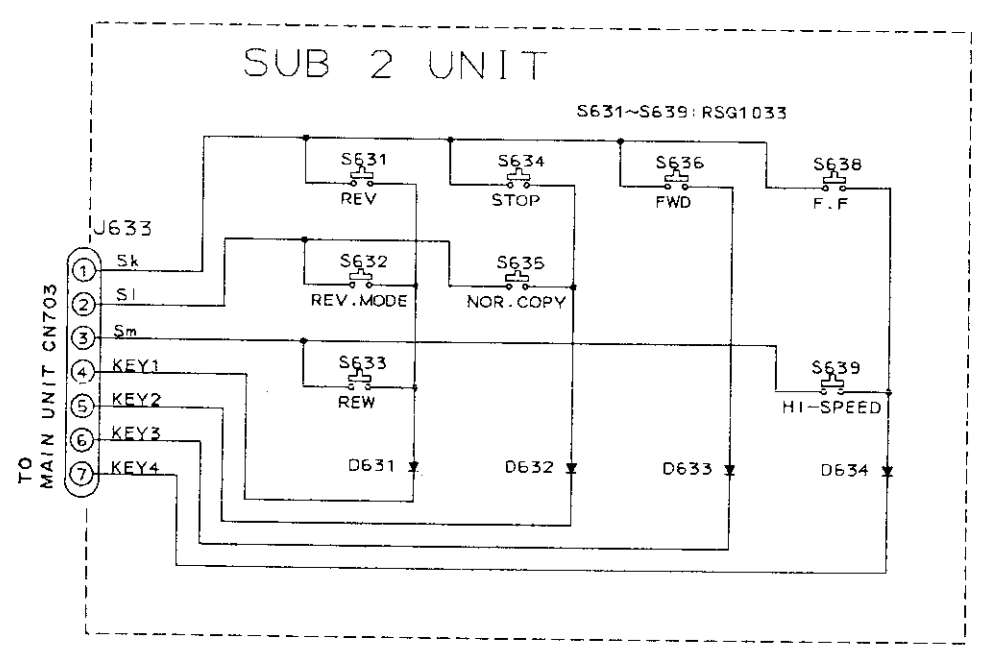 SUB 2 UNIT
S631~S639:RSG1033
S631
REV
S634
STOP
S636
FWD
S638
F.F
J633
TO
MAIN UNIT CN703
1
Sk
2
Sl
3
Sm
4
KEY1
5
KEY2
6
KEY3
7
KEY4
S632
REV.MODE
S635
NOR.COPY
S633
REW
S639
HI-SPEED
D631
D632
D633
D634